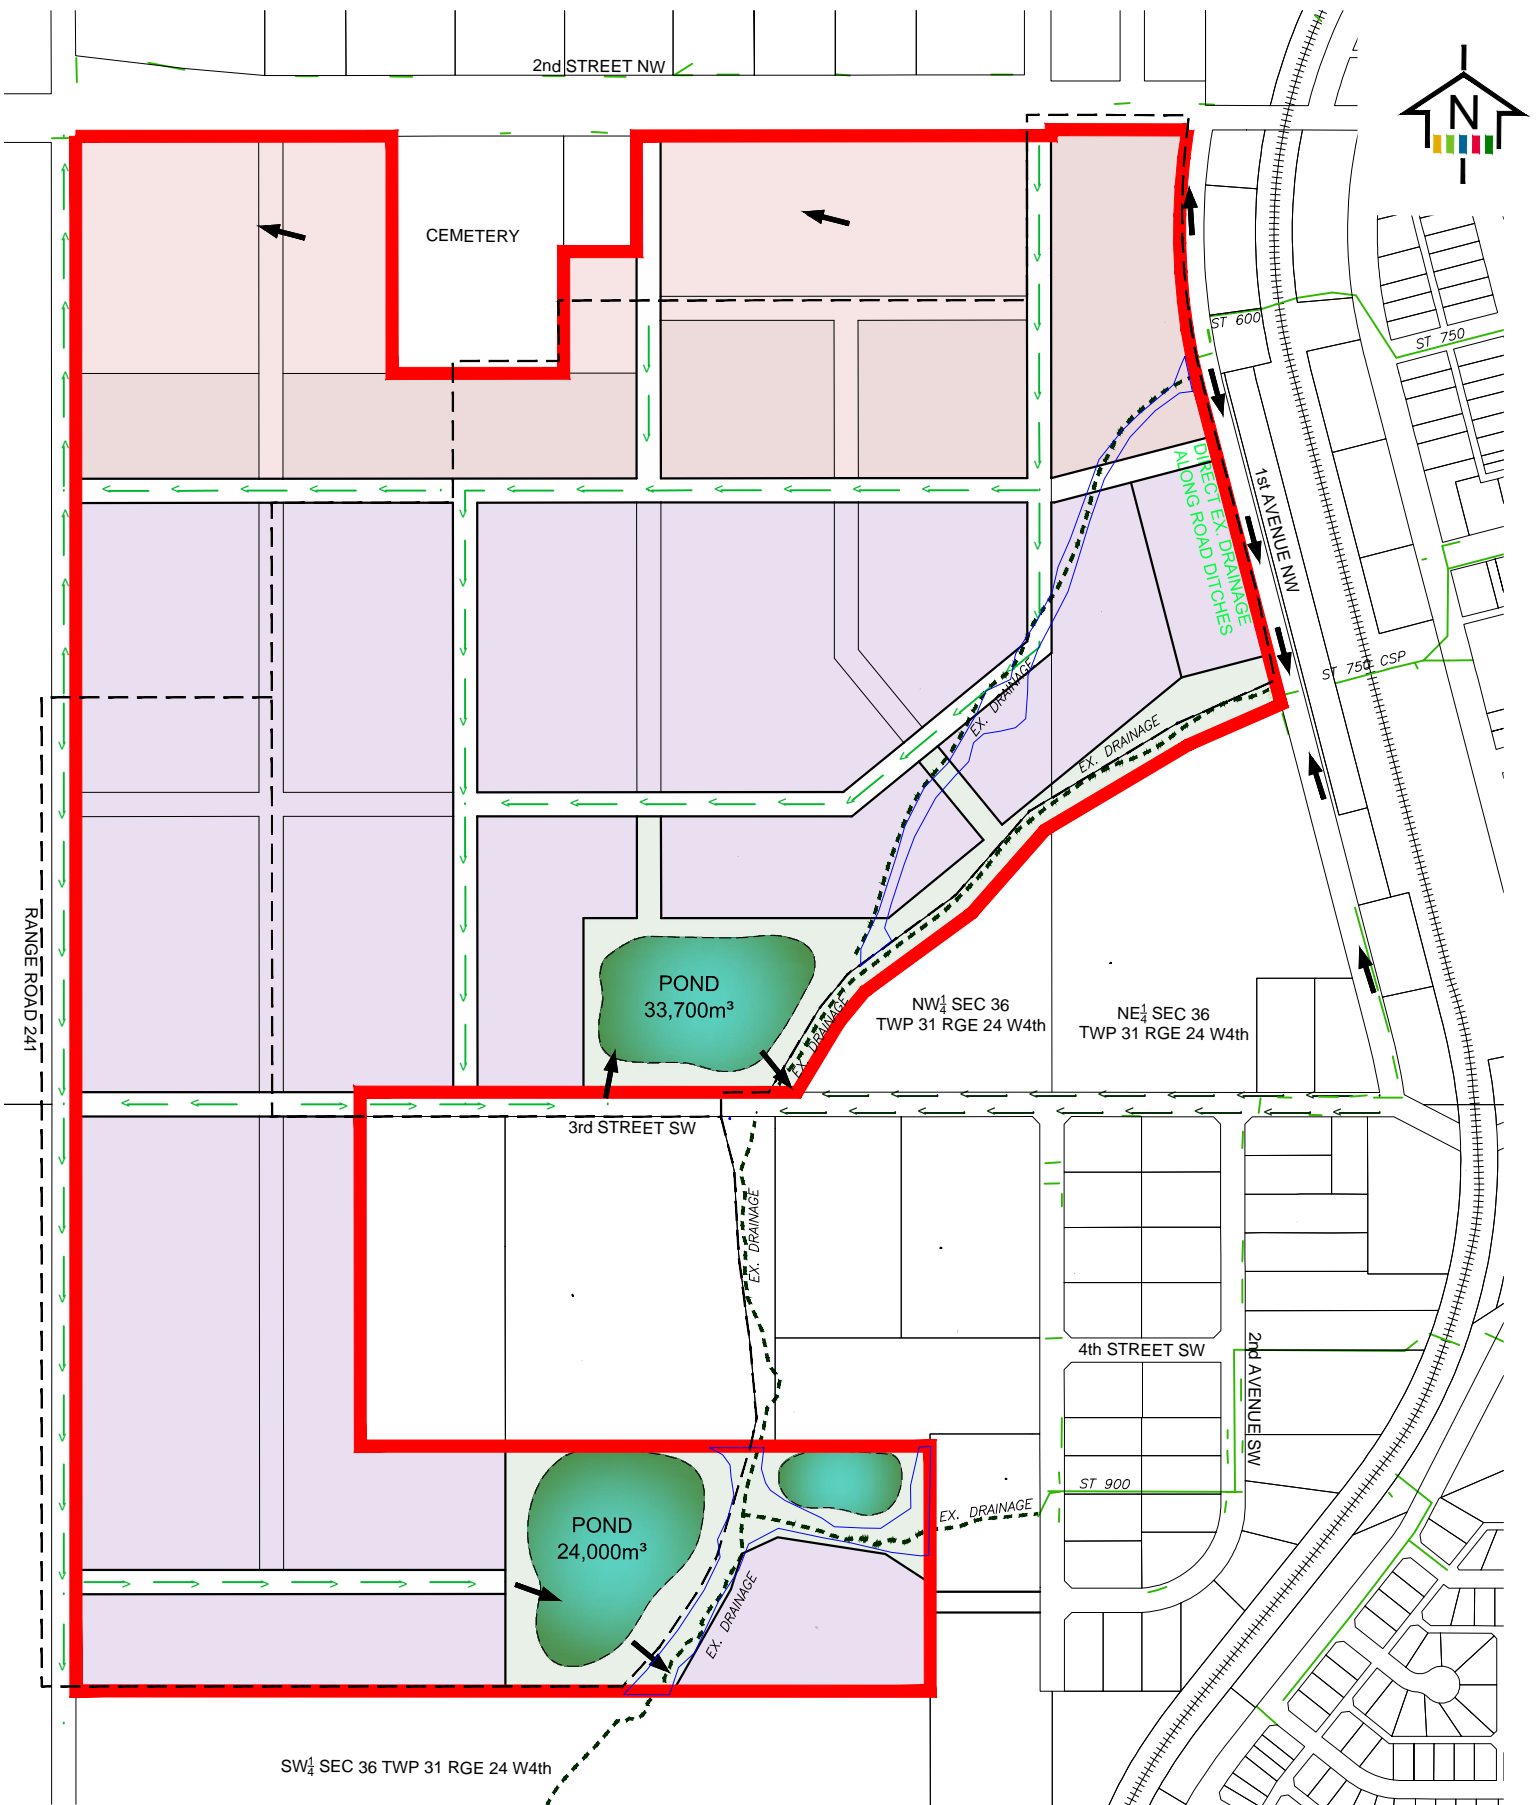 2nd STREET NW
N
CEMETERY
ST 600
ST 750
DIRECT EX. DRAINAGE
ALONG ROAD DITCHES
1st AVENUE NW
EX. DRAINAGE
ST 750 CSP
EX. DRAINAGE
RANGE ROAD 241
POND
33,700m³
EX. DRAINAGE
NW¼ SEC 36
TWP 31 RGE 24 W4th
NE¼ SEC 36
TWP 31 RGE 24 W4th
3rd STREET SW
EX. DRAINAGE
4th STREET SW
2nd AVENUE SW
ST 900
EX. DRAINAGE
POND
24,000m³
EX. DRAINAGE
SW¼ SEC 36 TWP 31 RGE 24 W4th